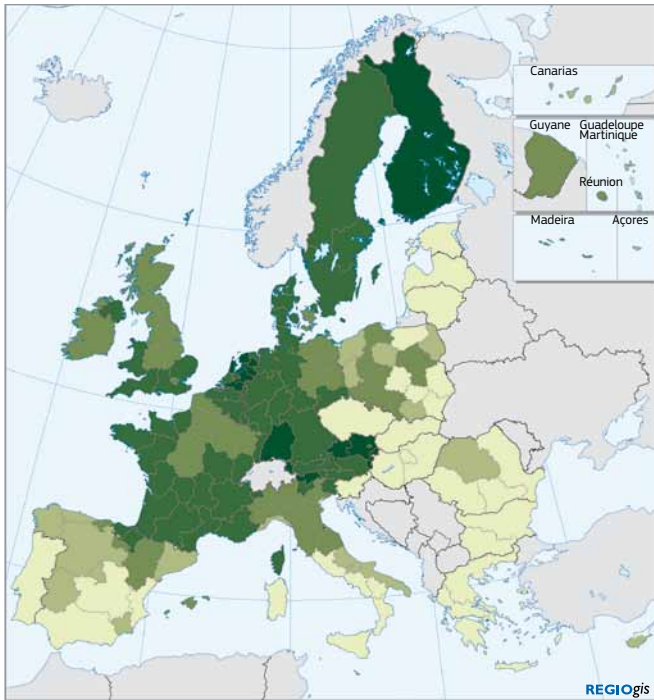 Canarias
Guyane
Guadeloupe
Martinique
Réunion
Madeira
Açores
REGIOgis